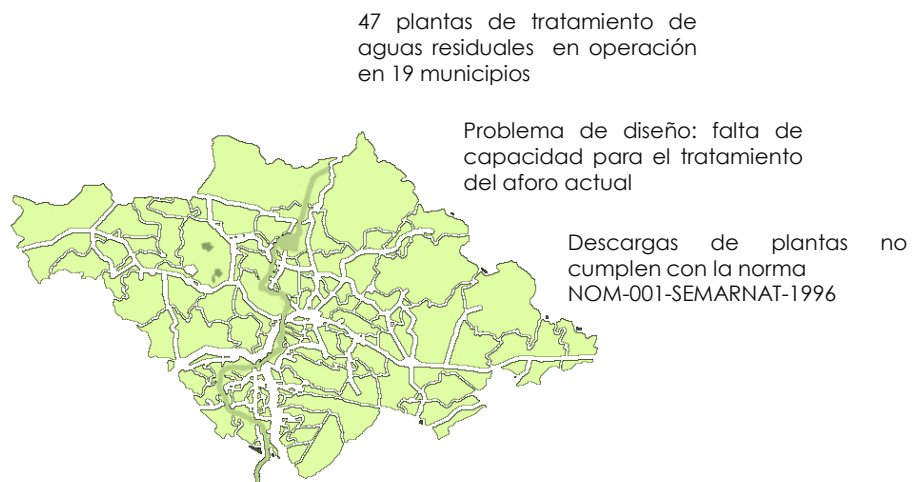 47 plantas de tratamiento de
aguas residuales en operación
en 19 municipios
Problema de diseño: falta de
capacidad para el tratamiento
del aforo actual
Descargas de plantas no
cumplen con la norma
NOM-001-SEMARNAT-1996